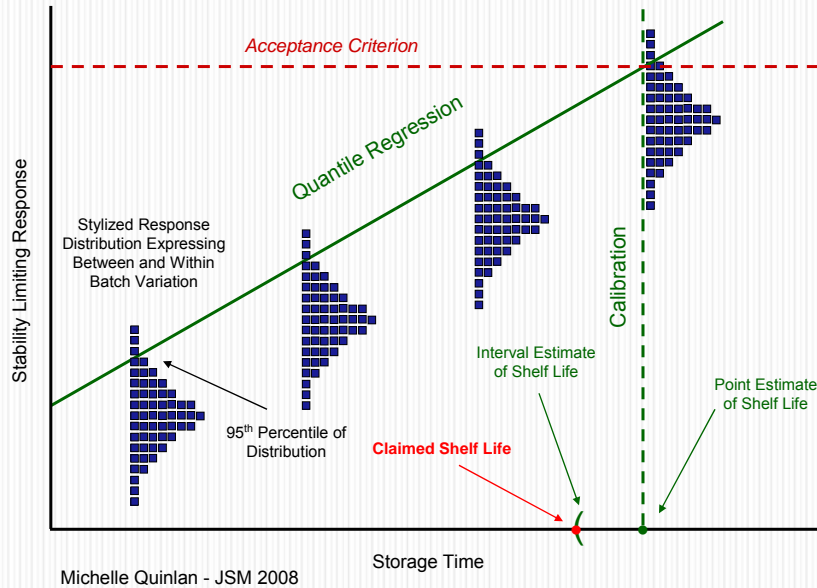 Acceptance Criterion
Quantile Regression
Stability Limiting Response
Stylized Response
Distribution Expressing
Between and Within
Batch Variation
Calibration
Interval Estimate
of Shelf Life
Point Estimate
of Shelf Life
95th Percentile of
Distribution
Claimed Shelf Life
Storage Time
Michelle Quinlan - JSM 2008